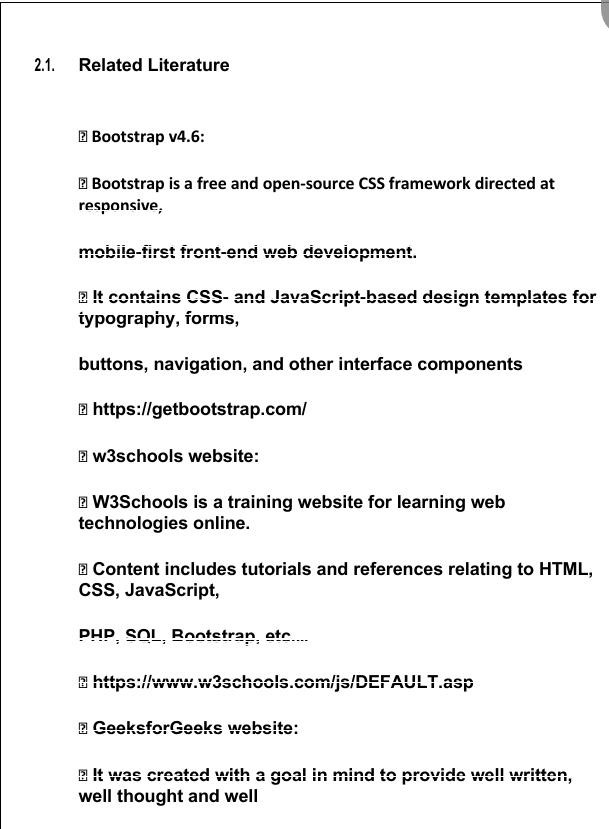 2.1. Related Literature
⍰ Bootstrap v4.6:
⍰ Bootstrap is a free and open-source CSS framework directed at
responsive,
mobile-first front-end web development.
⍰ It contains CSS- and JavaScript-based design templates for
typography, forms,
buttons, navigation, and other interface components
⍰ https://getbootstrap.com/
⍰ w3schools website:
⍰ W3Schools is a training website for learning web
technologies online.
⍰ Content includes tutorials and references relating to HTML,
CSS, JavaScript,
PHP, SQL, Bootstrap, etc....
⍰ https://www.w3schools.com/js/DEFAULT.asp
⍰ GeeksforGeeks website:
⍰ It was created with a goal in mind to provide well written,
well thought and well